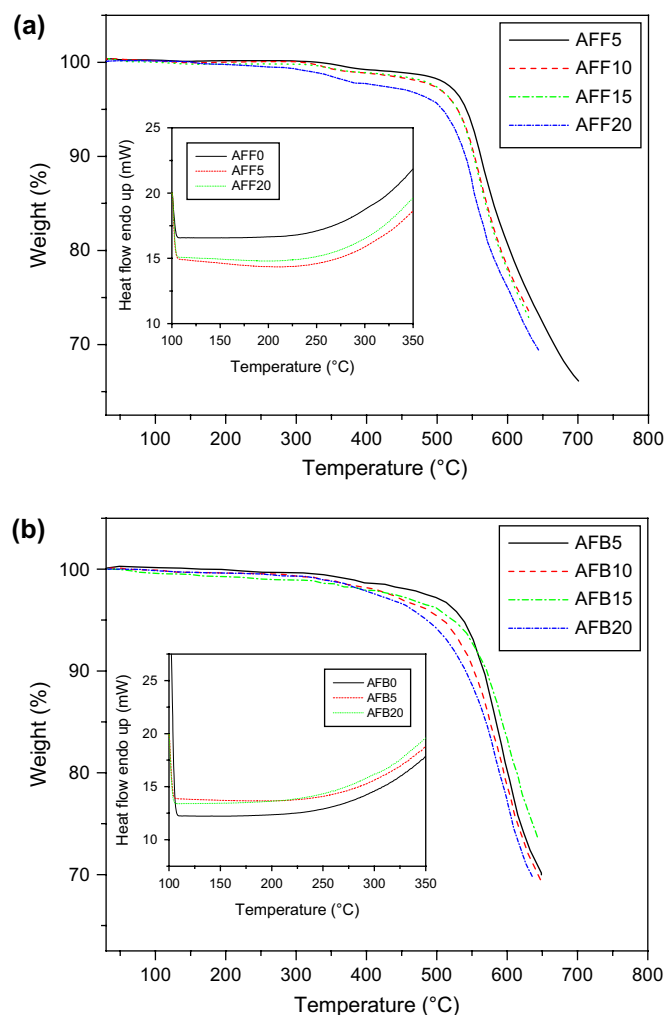 (a)
100
90
80
70
Weight (%)
AFF5
AFF10
AFF15
AFF20
25
20
15
10
Heat flow endo up (mW)
AFF0
AFF5
AFF20
100 150 200 250 300 350
Temperature (°C)
100 200 300 400 500 600 700 800
Temperature (°C)
(b)
100
90
80
70
Weight (%)
AFB5
AFB10
AFB15
AFB20
25
20
15
10
Heat flow endo up (mW)
AFB0
AFB5
AFB20
100 150 200 250 300 350
Temperature (°C)
100 200 300 400 500 600 700 800
Temperature (°C)